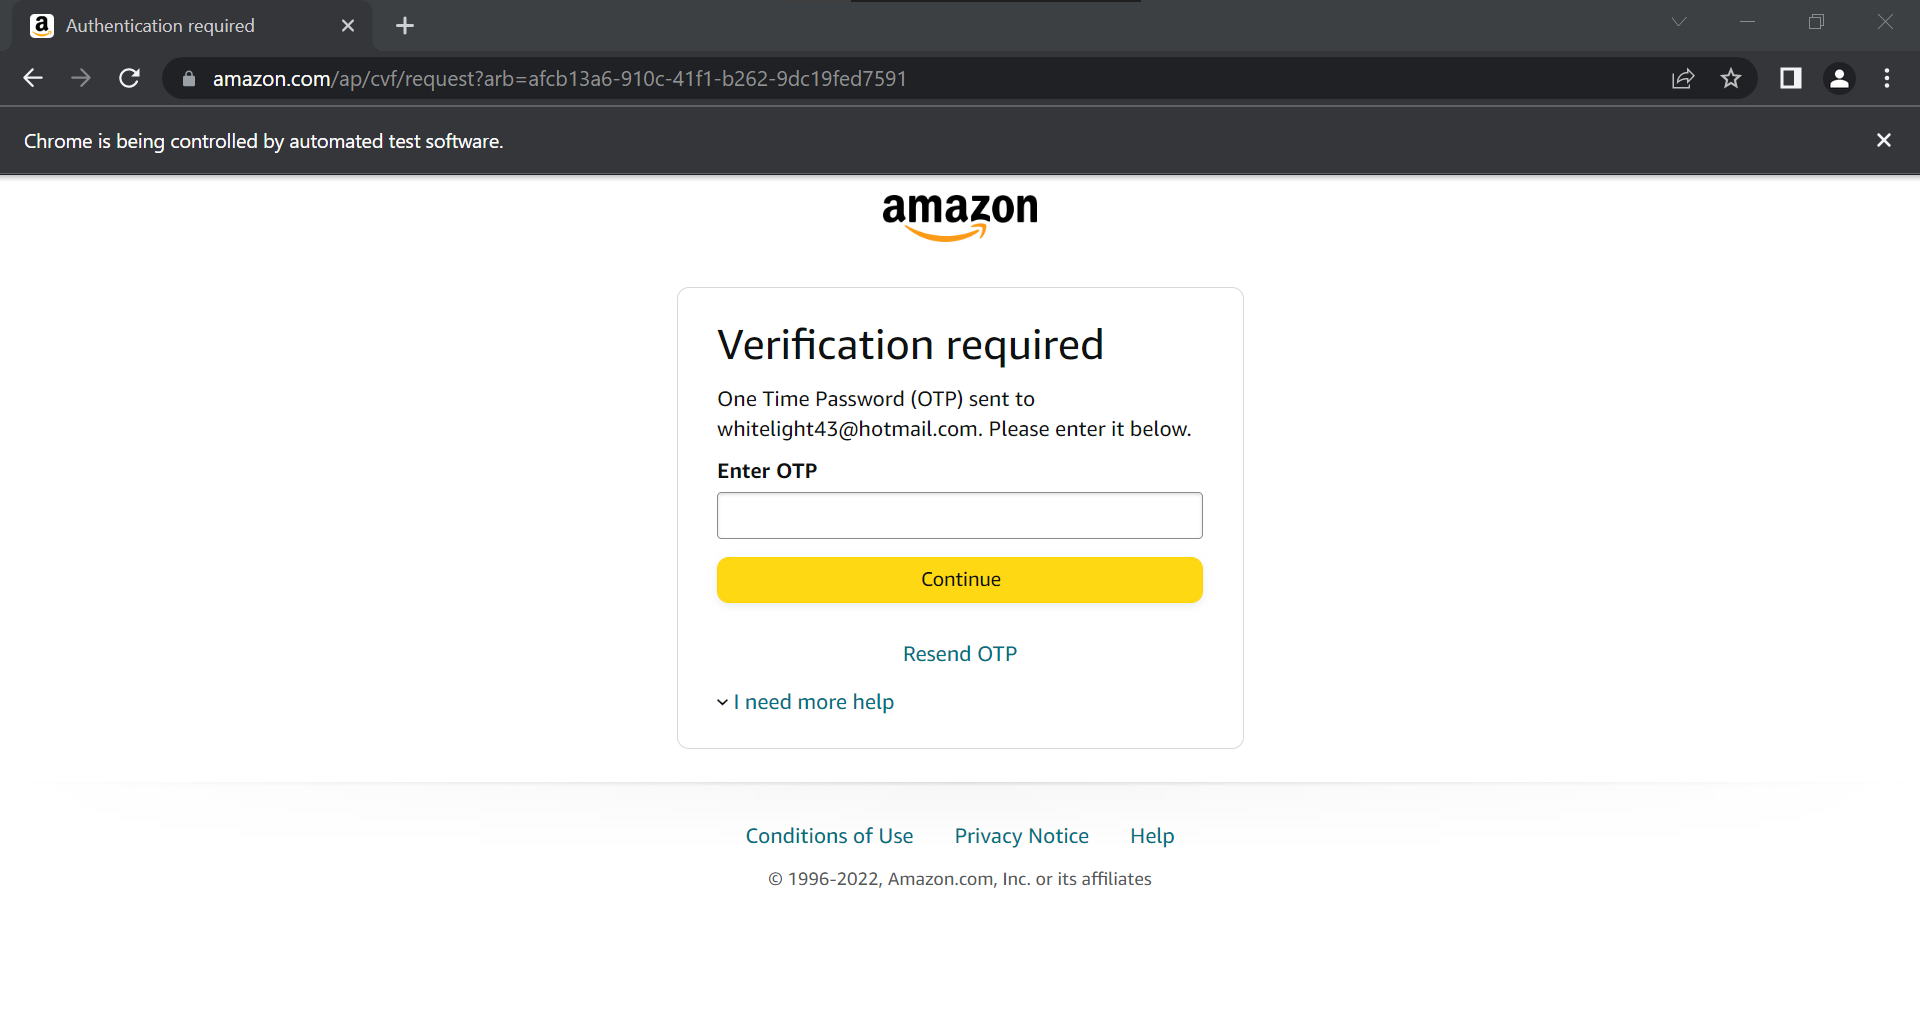 Authentication required
amazon.com/ap/cvf/request?arb=afcb13a6-910c-41f1-b262-9dc19fed7591
Chrome is being controlled by automated test software.
amazon
Verification required
One Time Password (OTP) sent to
whitelight43@hotmail.com. Please enter it below.
Enter OTP
Continue
Resend OTP
I need more help
Conditions of Use Privacy Notice Help
© 1996-2022, Amazon.com, Inc. or its affiliates